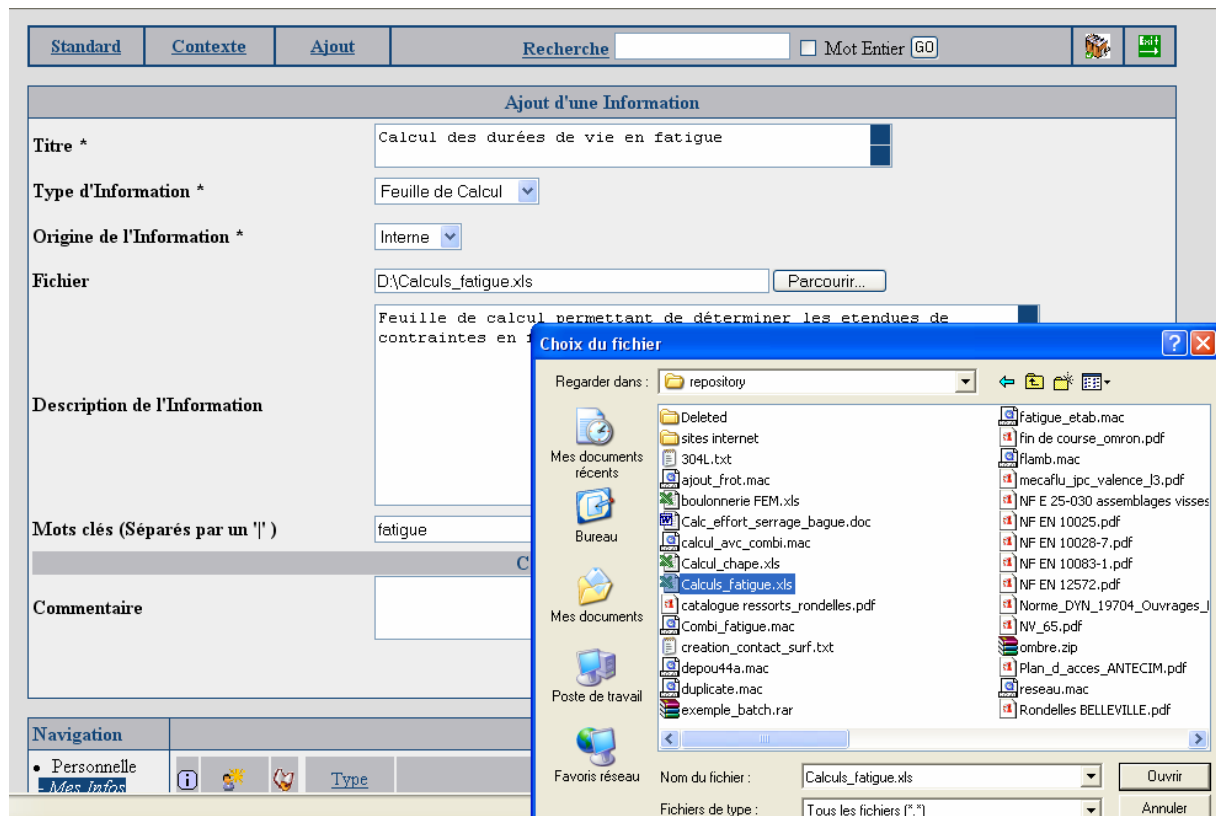 Standard Contexte Ajout Recherche Mot Entier GO Exit
Ajout d'une Information
Titre *
Calcul des durées de vie en fatigue
Type d'Information *
Feuille de Calcul
Origine de l'Information *
Interne
Fichier
D:\Calculs_fatigue.xls
Parcourir...
Description de l'Information
Feuille de calcul permettant de déterminer les etendues de
contraintes en
Mots clés (Séparés par un '|' )
fatigue
C
Commentaire
Navigation
• Personnelle
- Mes Infos
Type
Choix du fichier
Regarder dans : repository
Mes documents
récents
Bureau
Mes documents
Poste de travail
Favoris réseau
Deleted
sites internet
304L.txt
ajout_frot.mac
boulonnerie FEM.xls
Calc_effort_serrage_bague.doc
calcul_avc_combi.mac
Calcul_chape.xls
Calculs_fatigue.xls
catalogue ressorts_rondelles.pdf
Combi_fatigue.mac
creation_contact_surf.txt
depou44a.mac
duplicate.mac
exemple_batch.rar
fatigue_etab.mac
fin de course_omron.pdf
flamb.mac
mecaflu_jpc_valence_l3.pdf
NF E 25-030 assemblages visses
NF EN 10025.pdf
NF EN 10028-7.pdf
NF EN 10083-1.pdf
NF EN 12572.pdf
Norme_DYN_19704_Ouvrages_
NV_65.pdf
ombre.zip
Plan_d_acces_ANTECIM.pdf
reseau.mac
Rondelles BELLEVILLE.pdf
Nom du fichier : Calculs_fatigue.xls Ouvrir
Fichiers de type : Tous les fichiers (*.*) Annuler